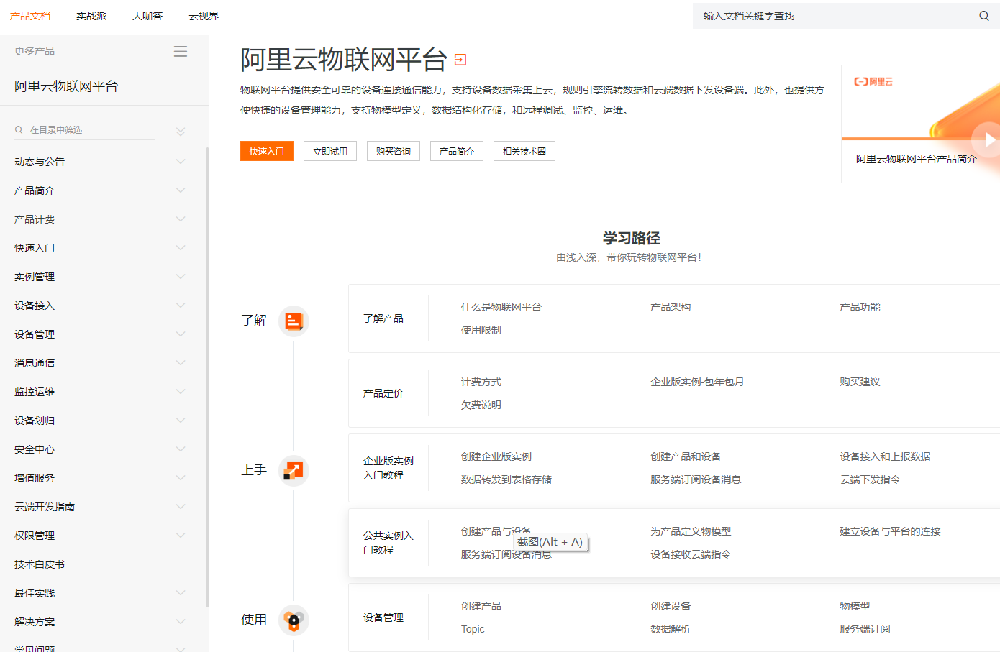 产品文档 实战派 大咖答 云视界
输入文档关键字查找
更多产品
阿里云物联网平台
在目录中筛选
动态与公告
产品简介
产品计费
快速入门
实例管理
设备接入
设备管理
消息通信
监控运维
设备划归
安全中心
增值服务
云端开发指南
权限管理
技术白皮书
最佳实践
解决方案
常见问题
阿里云物联网平台
物联网平台提供安全可靠的设备连接通信能力，支持设备数据采集上云，规则引擎流转数据和云端数据下发设备端。此外，也提供方
便快捷的设备管理能力，支持物模型定义，数据结构化存储，和远程调试、监控、运维。
快速入门 立即试用 购买咨询 产品简介 相关技术圈
阿里云
阿里云物联网平台产品简介
学习路径
由浅入深，带你玩转物联网平台！
了解
了解产品
什么是物联网平台 产品架构 产品功能
使用限制
产品定价
计费方式 企业版实例-包年包月 购买建议
欠费说明
上手
企业版实例
入门教程
创建企业版实例 创建产品和设备 设备接入和上报数据
数据转发到表格存储 服务端订阅设备消息 云端下发指令
公共实例入
门教程
创建产品与设备 为产品定义物模型 建立设备与平台的连接
截图(Alt + A)
服务端订阅设备消息 设备接收云端指令
使用
设备管理
创建产品 创建设备 物模型
Topic 数据解析 服务端订阅